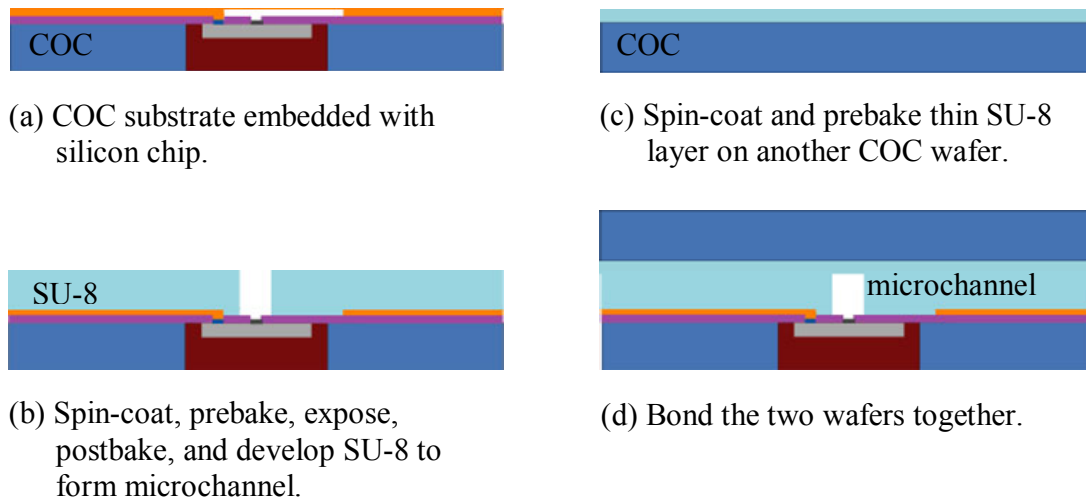 COC
(a) COC substrate embedded with
silicon chip.
SU-8
(b) Spin-coat, prebake, expose,
postbake, and develop SU-8 to
form microchannel.
COC
(c) Spin-coat and prebake thin SU-8
layer on another COC wafer.
microchannel
(d) Bond the two wafers together.